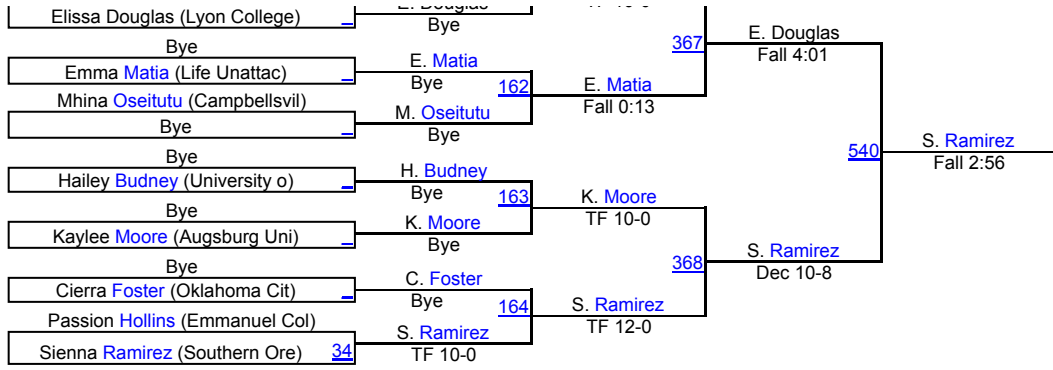 Elissa Douglas (Lyon College)
Bye
Bye
Emma Matia (Life Unattac)
Mhina Oseitutu (Campbellsvil)
Bye
Bye
Hailey Budney (University o)
Bye
Kaylee Moore (Augsburg Uni)
Bye
Cierra Foster (Oklahoma Cit)
Passion Hollins (Emmanuel Col)
Sienna Ramirez (Southern Ore) 34
E. Matia
Bye
162
M. Oseitutu
Bye
H. Budney
Bye
163
K. Moore
Bye
C. Foster
Bye
164
S. Ramirez
TF 10-0
367
E. Matia
Fall 0:13
K. Moore
TF 10-0
368
S. Ramirez
TF 12-0
E. Douglas
Fall 4:01
540
S. Ramirez
Dec 10-8
S. Ramirez
Fall 2:56